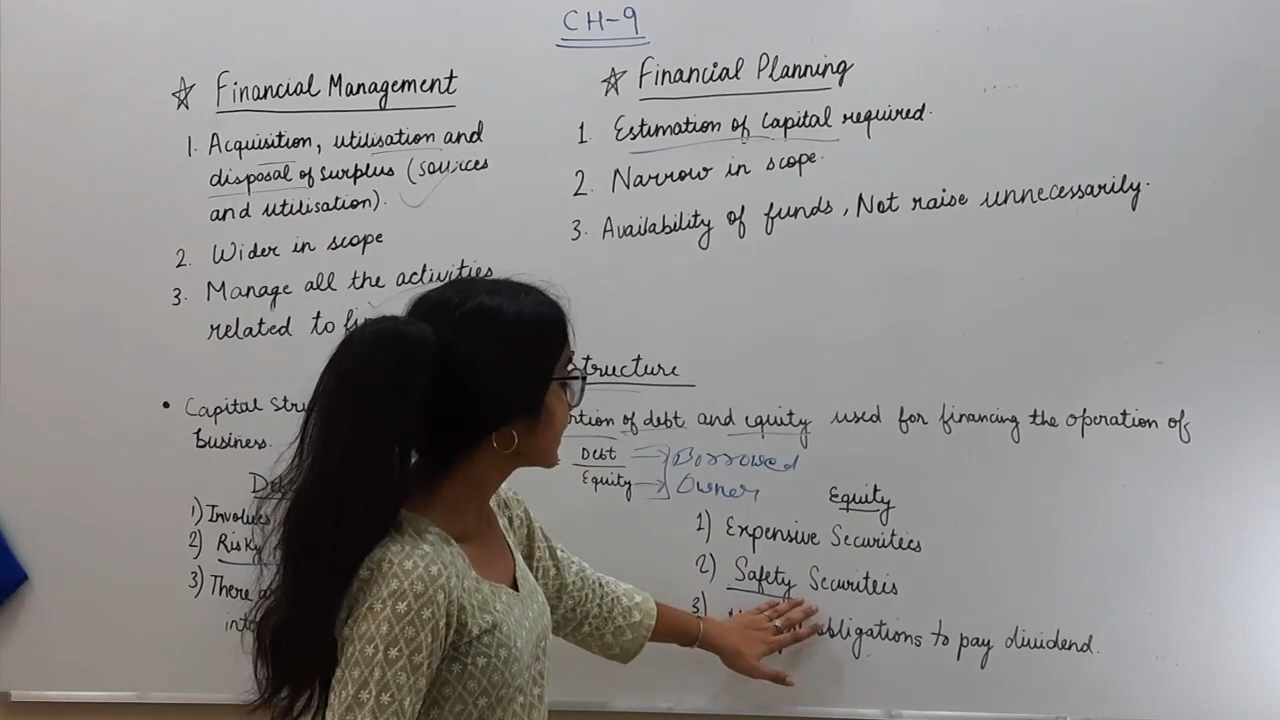 CH-9
☆ Financial Management
1. Acquisition, utilisation and
disposal of surplus (sources
and utilisation).
2. Wider in scope
3. Manage all the activities
related to
☆ Financial Planning
1. Estimation of capital required.
2. Narrow in scope.
3. Availability of funds, Not raise unnecessarily.
structure
• Capital
of debt and equity used for financing the operation of
business.
Debt → Borrowed
Equity → Owner
1) Involves
2) Risky
3) There
Equity
1) Expensive Securities
2) Safety Securiteis
3) obligations to pay dividend.